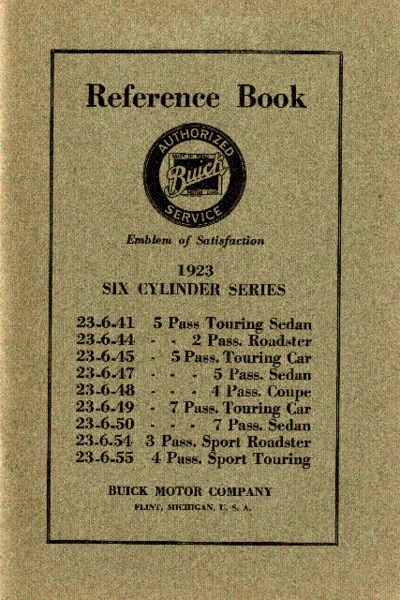 Reference Book
AUTHORIZED
Buick
MOTOR CARS
SERVICE
Emblem of Satisfaction
1923
SIX CYLINDER SERIES
23-6-41 5 Pass Touring Sedan
23-6-44 - - 2 Pass. Roadster
23-6-45 - 5 Pass. Touring Car
23-6-47 - - - 5 Pass. Sedan
23-6-48 - - - 4 Pass. Coupe
23-6-49 - 7 Pass. Touring Car
23-6-50 - - - 7 Pass. Sedan
23-6-54 3 Pass. Sport Roadster
23-6-55 4 Pass. Sport Touring
BUICK MOTOR COMPANY
FLINT, MICHIGAN, U. S. A.